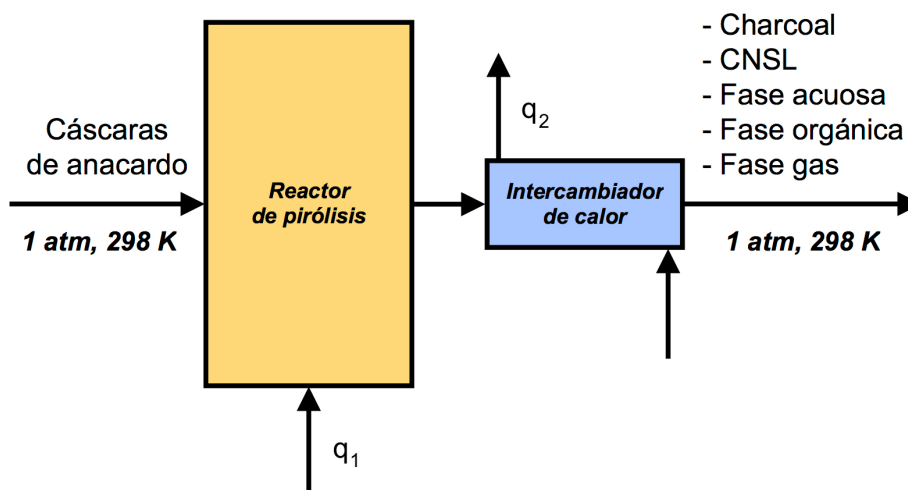 Cáscaras
de anacardo
1 atm, 298 K
Reactor
de pirólisis
q1
q2
Intercambiador
de calor
- Charcoal
- CNSL
- Fase acuosa
- Fase orgánica
- Fase gas
1 atm, 298 K